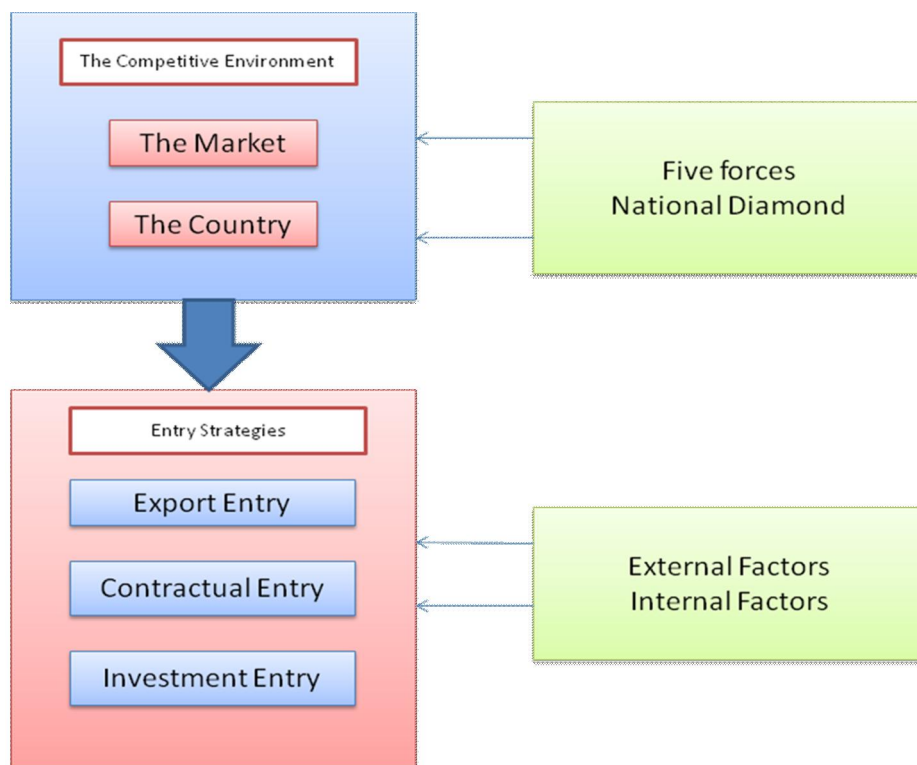 The Competitive Environment
The Market
The Country
Five forces
National Diamond
Entry Strategies
Export Entry
Contractual Entry
Investment Entry
External Factors
Internal Factors